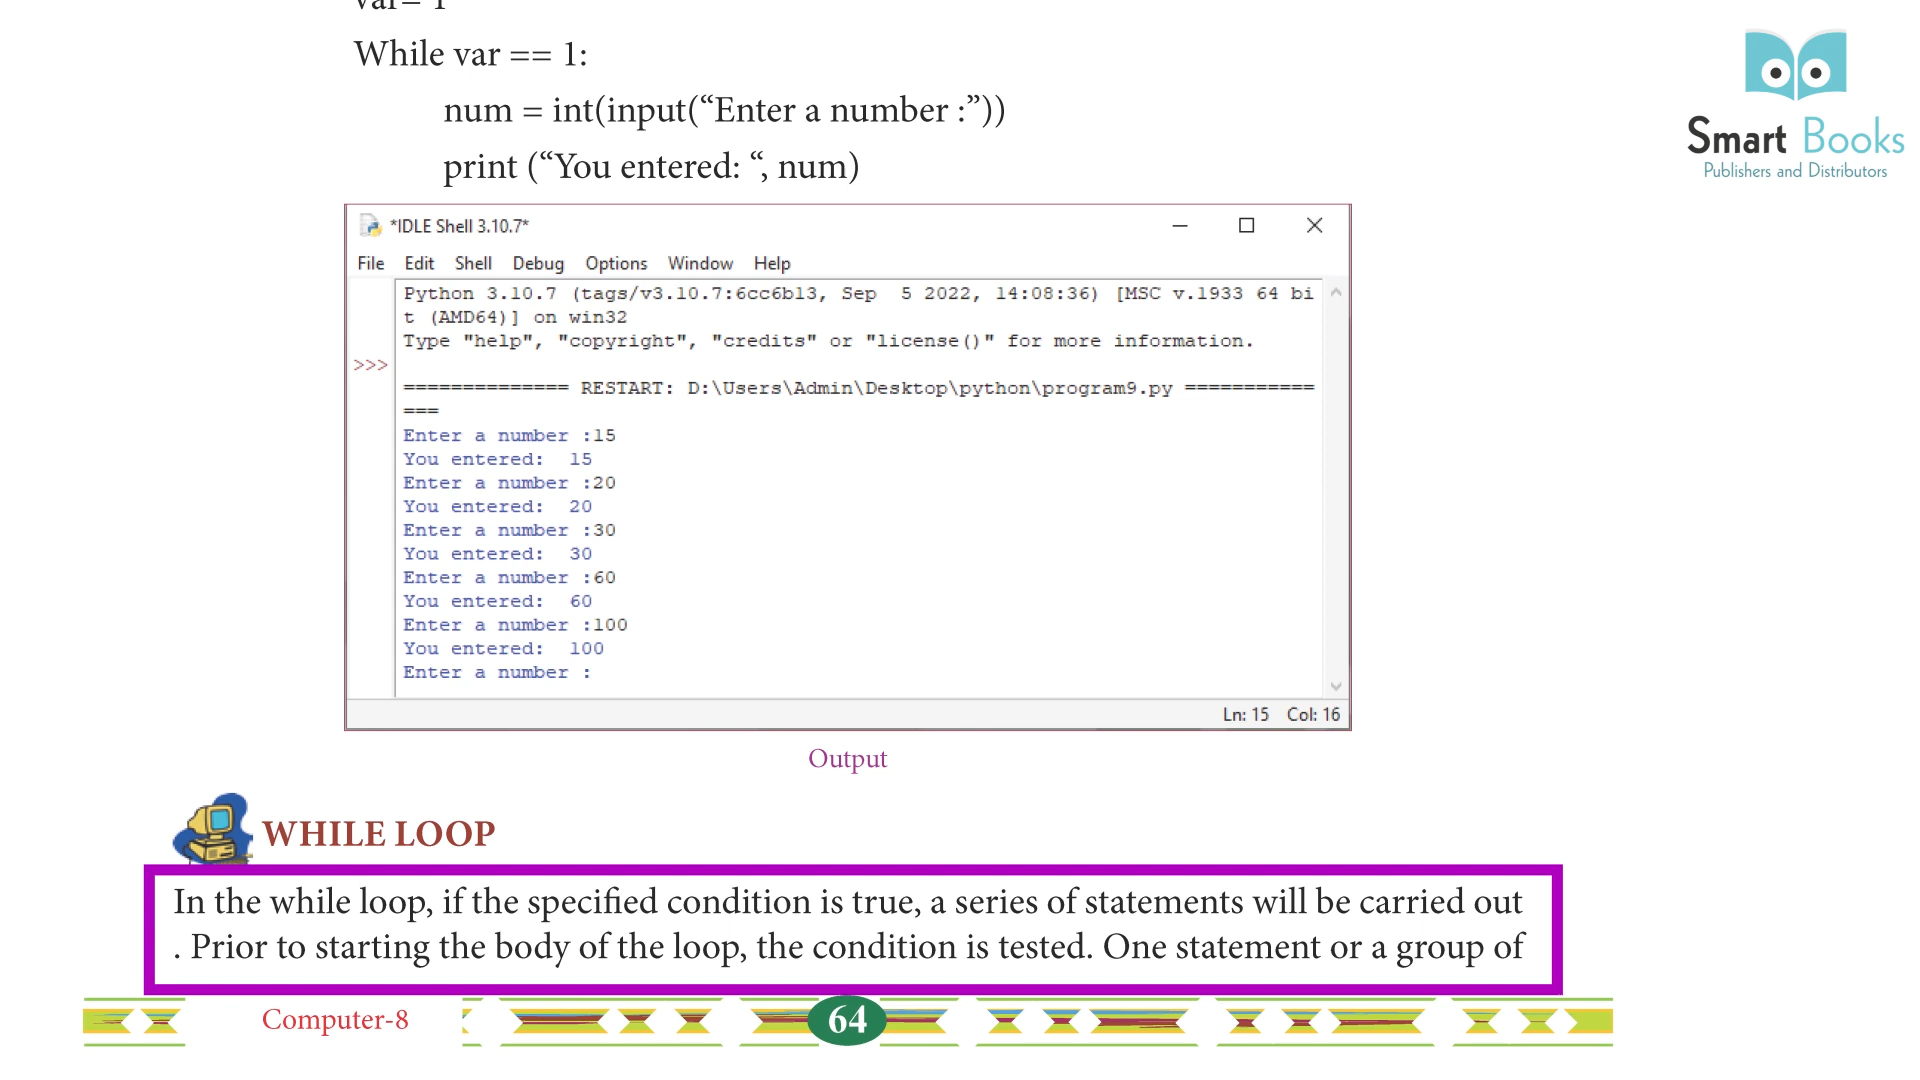 var= 1
While var == 1:
num = int(input(“Enter a number :”))
print (“You entered: “, num)
Smart Books
Publishers and Distributors
*IDLE Shell 3.10.7*
File Edit Shell Debug Options Window Help
Python 3.10.7 (tags/v3.10.7:6cc6b13, Sep  5 2022, 14:08:36) [MSC v.1933 64 bi
t (AMD64)] on win32
Type "help", "copyright", "credits" or "license()" for more information.
>>>
============== RESTART: D:\Users\Admin\Desktop\python\program9.py ===========
===
Enter a number :15
You entered:  15
Enter a number :20
You entered:  20
Enter a number :30
You entered:  30
Enter a number :60
You entered:  60
Enter a number :100
You entered:  100
Enter a number :
Ln: 15 Col: 16
Output
WHILE LOOP
In the while loop, if the specified condition is true, a series of statements will be carried out
. Prior to starting the body of the loop, the condition is tested. One statement or a group of
Computer-8
64